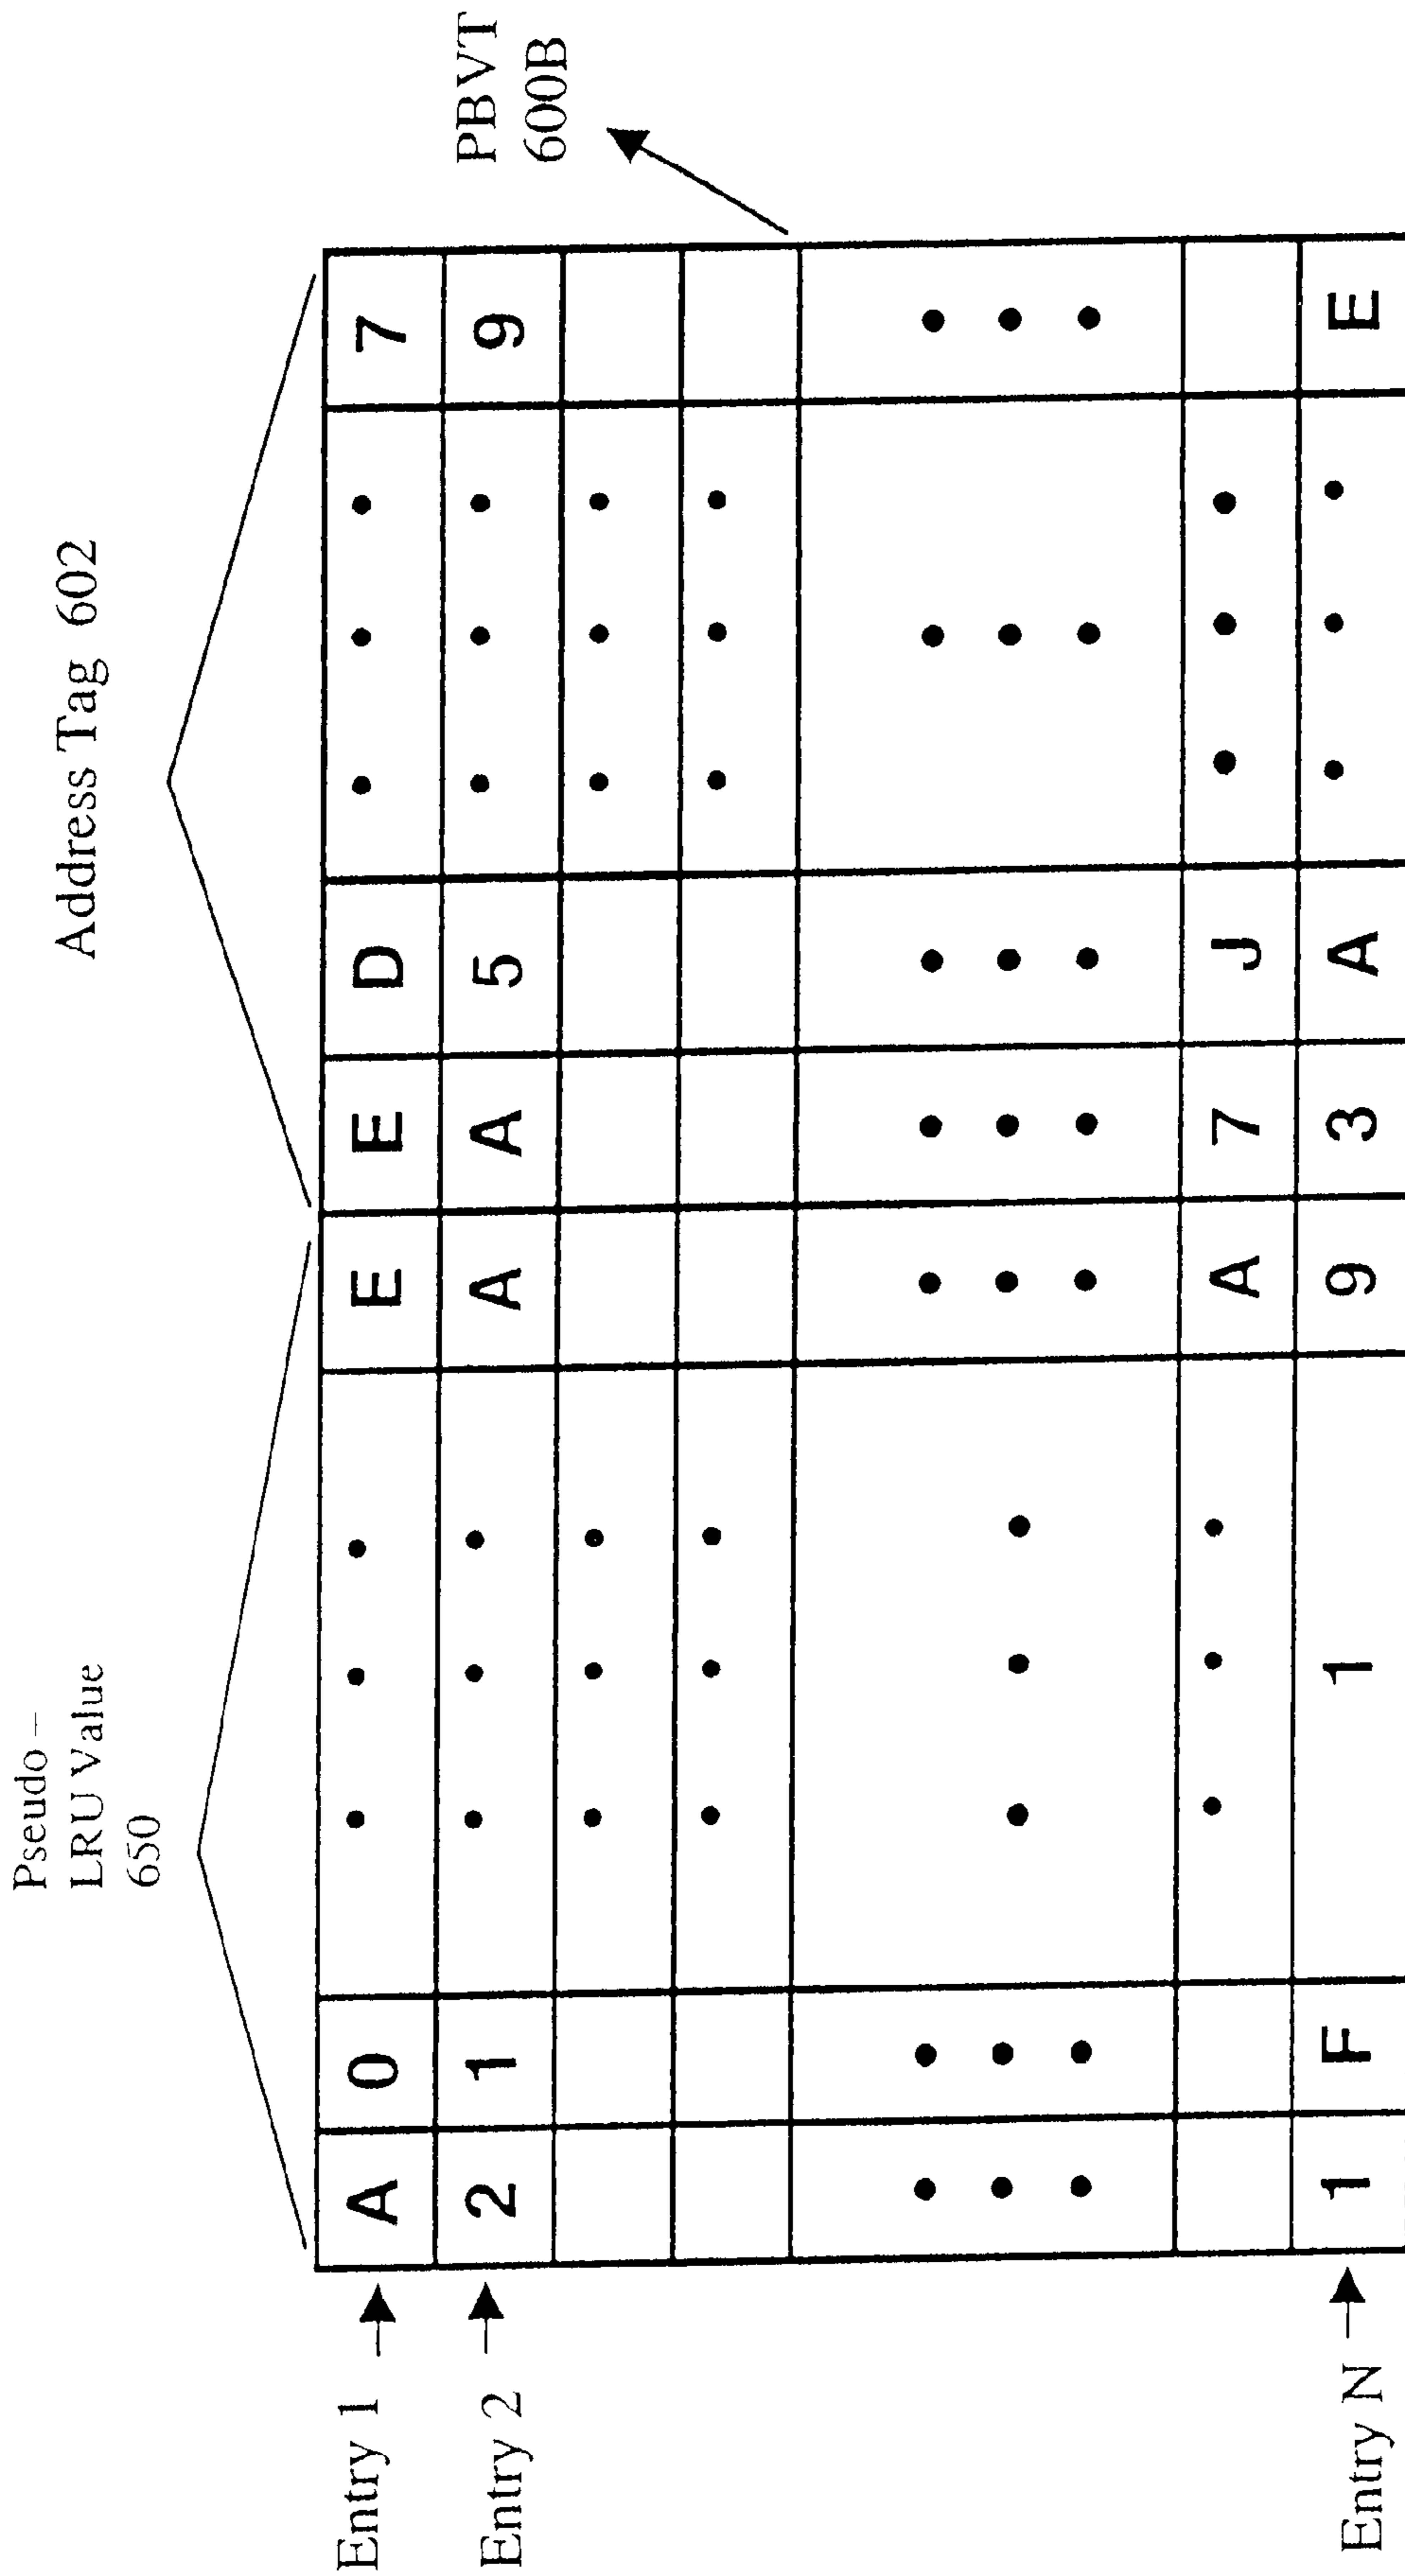 Pseudo –
LRU Value
650
Address Tag 602
PBVT
600B
Entry 1 A 0 • • • E E D • • • 7
Entry 2 2 1 • • • A A 5 • • • 9
• • • • • •
• • • • • •
• • • • • • • • • • • • • • • • • • • • • • • •
• • • A 7 J • • •
Entry N 1 F 1 9 3 A • • • E